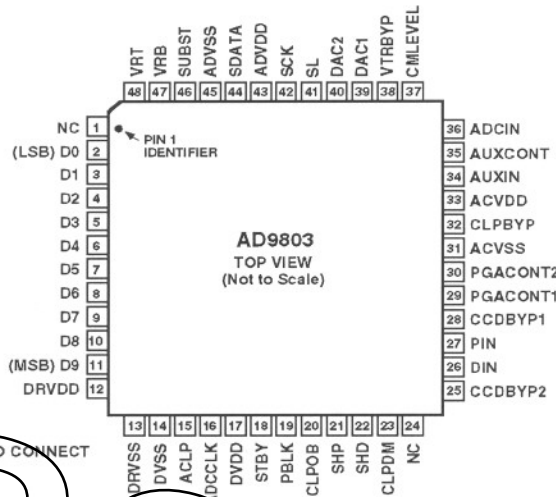 48 VRT
47 VRB
46 SUBST
45 ADVSS
44 SDATA
43 ADVDD
42 SCK
41 SL
40 DAC2
39 DAC1
38 VTRBYP
37 CMLEVEL
NC 1
(LSB) D0 2
D1 3
D2 4
D3 5
D4 6
D5 7
D6 8
D7 9
D8 10
(MSB) D9 11
DRVDD 12
PIN 1
IDENTIFIER
AD9803
TOP VIEW
(Not to Scale)
36 ADCIN
35 AUXCONT
34 AUXIN
33 ACVDD
32 CLPBYP
31 ACVSS
30 PGACONT2
29 PGACONT1
28 CCDBYP1
27 PIN
26 DIN
25 CCDBYP2
13 DRVSS
14 DVSS
15 ACLP
16 ADCCLK
17 DVDD
18 STBY
19 PBLK
20 CLPOB
21 SHP
22 SHD
23 CLPDM
24 NC
CONNECT